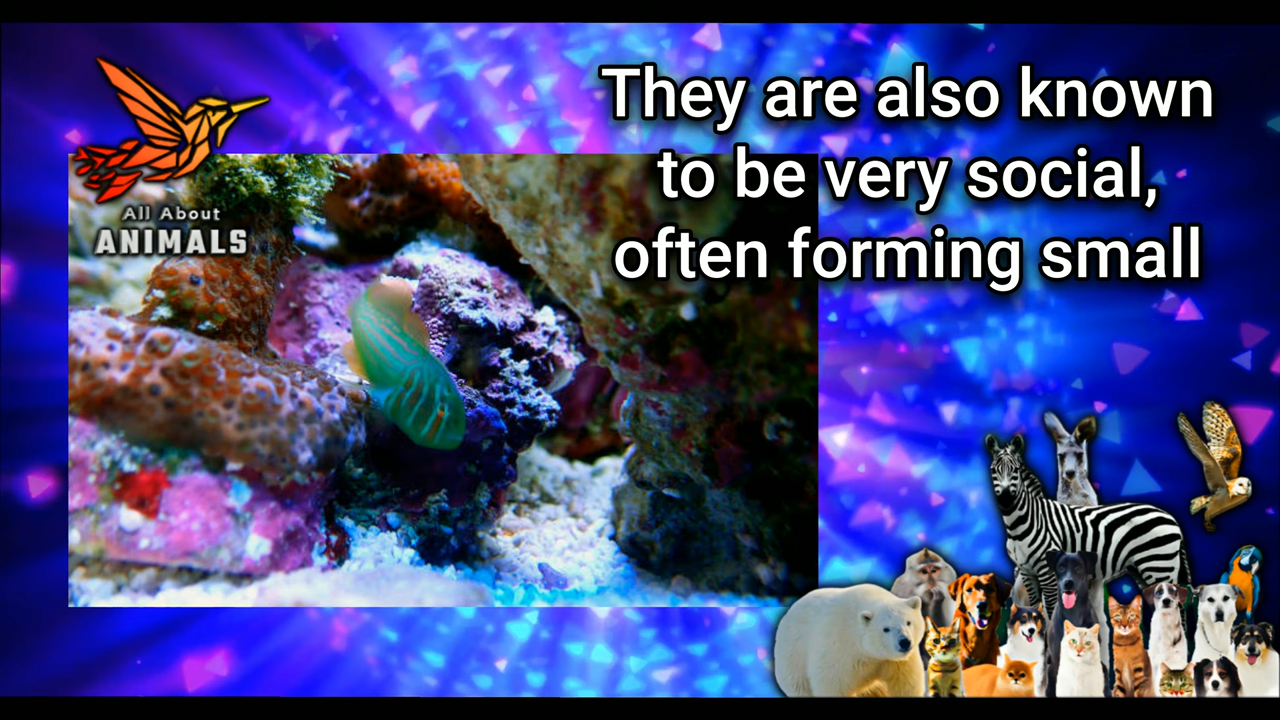 All About
ANIMALS
They are also known
to be very social,
often forming small